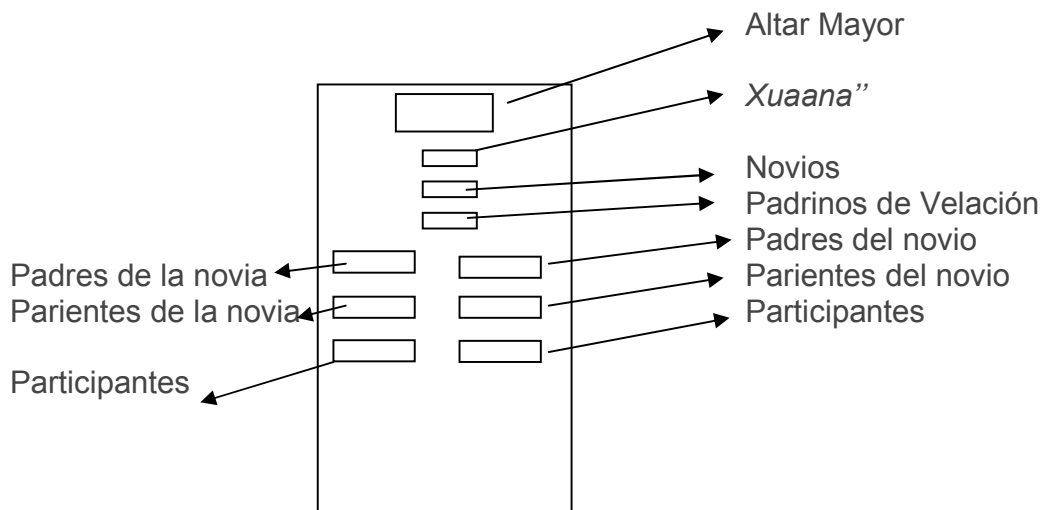 Altar Mayor
Xuaana’’
Novios
Padrinos de Velación
Padres del novio
Parientes del novio
Participantes
Padres de la novia
Parientes de la novia
Participantes